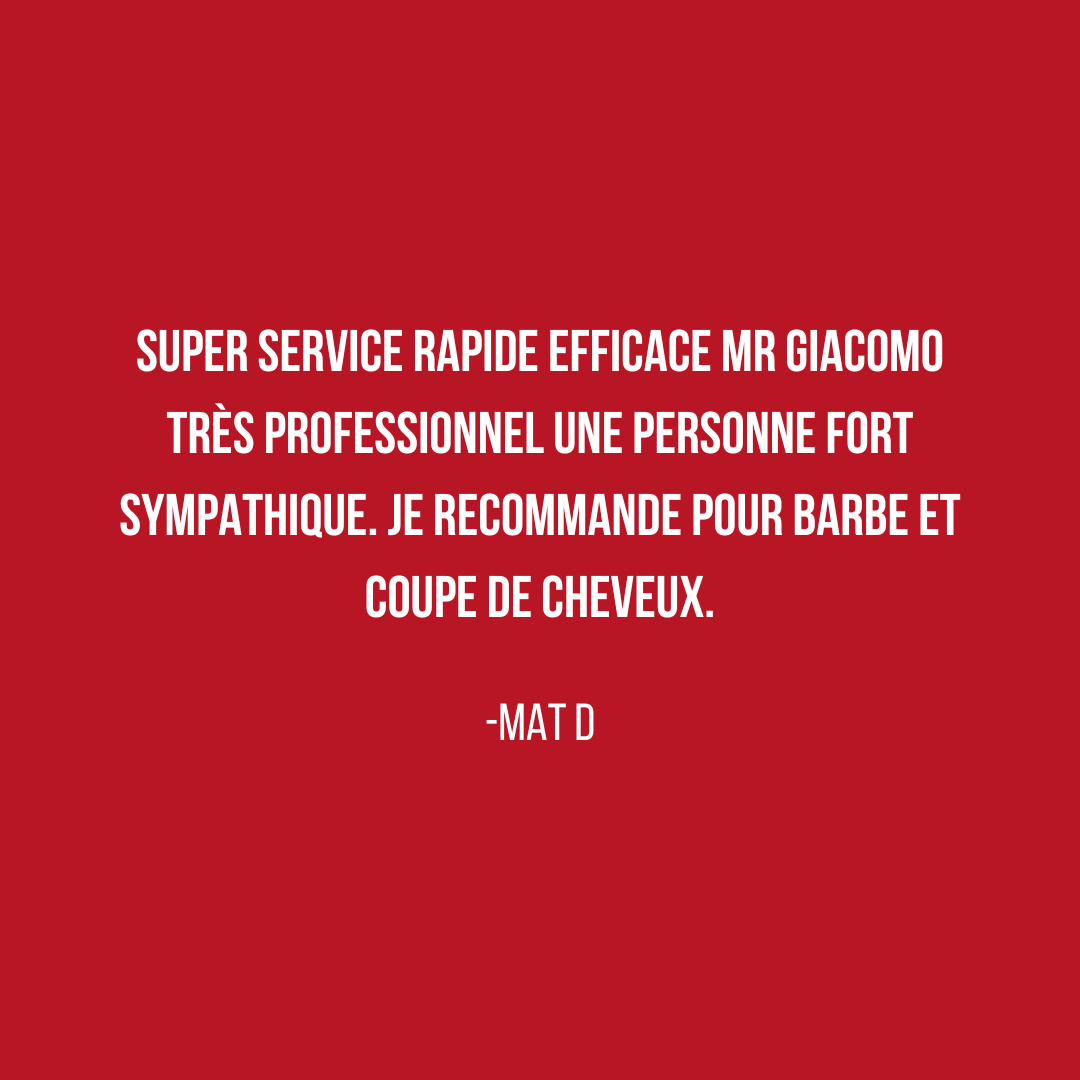 SUPER SERVICE RAPIDE EFFICACE MR GIACOMO
TRÈS PROFESSIONNEL UNE PERSONNE FORT
SYMPATHIQUE. JE RECOMMANDE POUR BARBE ET
COUPE DE CHEVEUX.
-MAT D